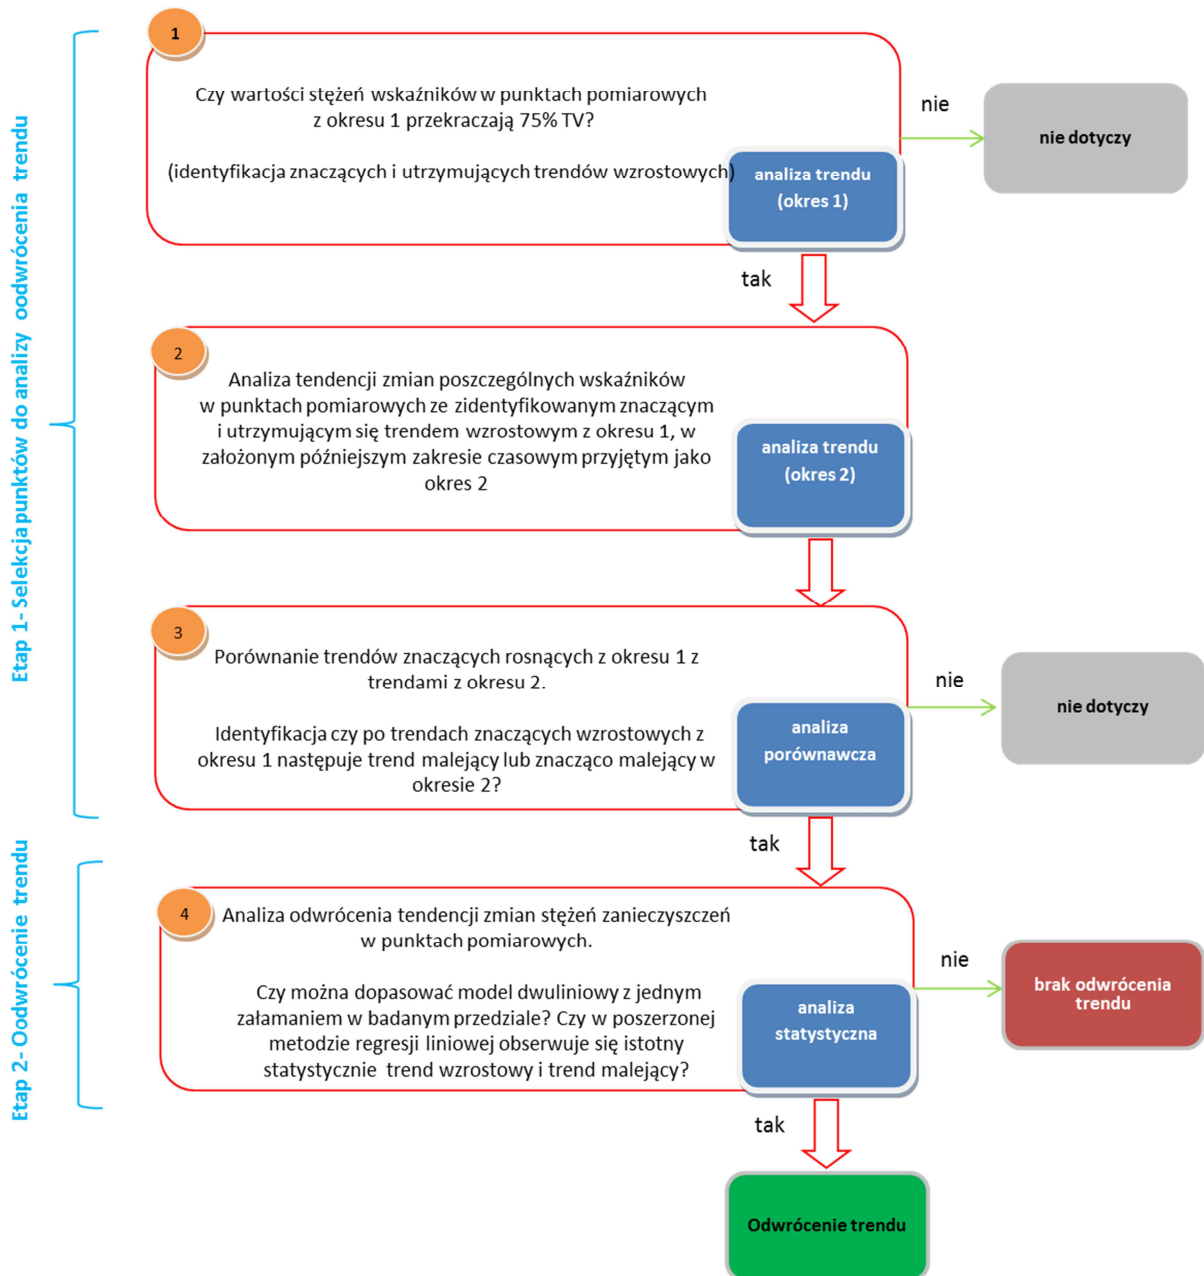 Etap 1- Selekcja punktów do analizy oodwrócenia trendu
1
Czy wartości stężeń wskaźników w punktach pomiarowych
z okresu 1 przekraczają 75% TV?
(identyfikacja znaczących i utrzymujących trendów wzrostowych)
analiza trendu
(okres 1)
nie
nie dotyczy
tak
2
Analiza tendencji zmian poszczególnych wskaźników
w punktach pomiarowych ze zidentyfikowanym znaczącym
i utrzymującym się trendem wzrostowym z okresu 1, w
założonym późniejszym zakresie czasowym przyjętym jako
okres 2
analiza trendu
(okres 2)
3
Porównanie trendów znaczących rosnących z okresu 1 z
trendami z okresu 2.
Identyfikacja czy po trendach znaczących wzrostowych z
okresu 1 następuje trend malejący lub znacząco malejący w
okresie 2?
analiza
porównawcza
nie
nie dotyczy
tak
Etap 2- Oodwrócenie trendu
4
Analiza odwrócenia tendencji zmian stężeń zanieczyszczeń
w punktach pomiarowych.
Czy można dopasować model dwuliniowy z jednym
załamaniem w badanym przedziale? Czy w poszerzonej
metodzie regresji liniowej obserwuje się istotny
statystycznie trend wzrostowy i trend malejący?
analiza
statystyczna
nie
brak odwrócenia
trendu
tak
Odwrócenie trendu